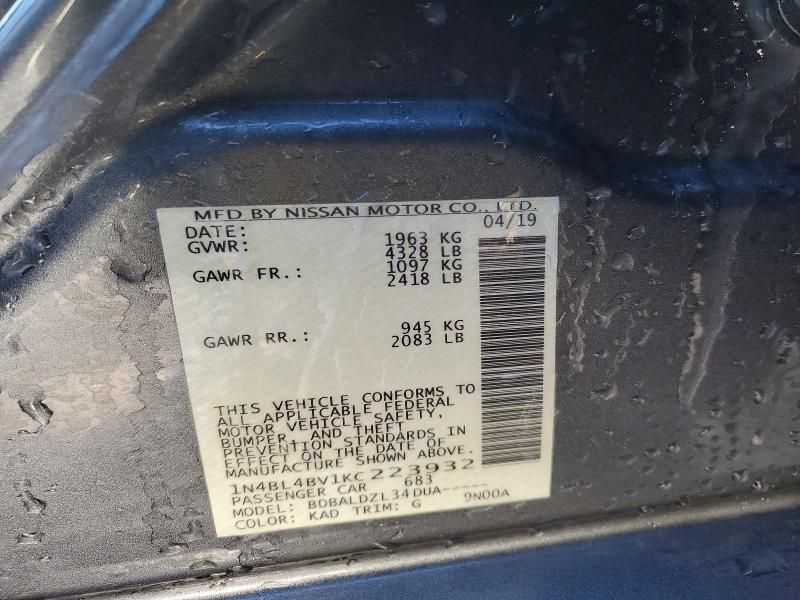 MFD BY NISSAN MOTOR CO., LTD.
DATE: 04/19
GVWR: 1963 KG
4328 LB
GAWR FR.: 1097 KG
2418 LB
GAWR RR.: 945 KG
2083 LB
THIS VEHICLE CONFORMS TO
ALL APPLICABLE FEDERAL
MOTOR VEHICLE SAFETY,
BUMPER, AND THEFT
PREVENTION STANDARDS IN
EFFECT ON THE DATE OF
MANUFACTURE SHOWN ABOVE.
1N4BL4BV1KC223932
PASSENGER CAR 683
MODEL: BDBALDZL34DUA-----
COLOR: KAD TRIM: G 9N00A